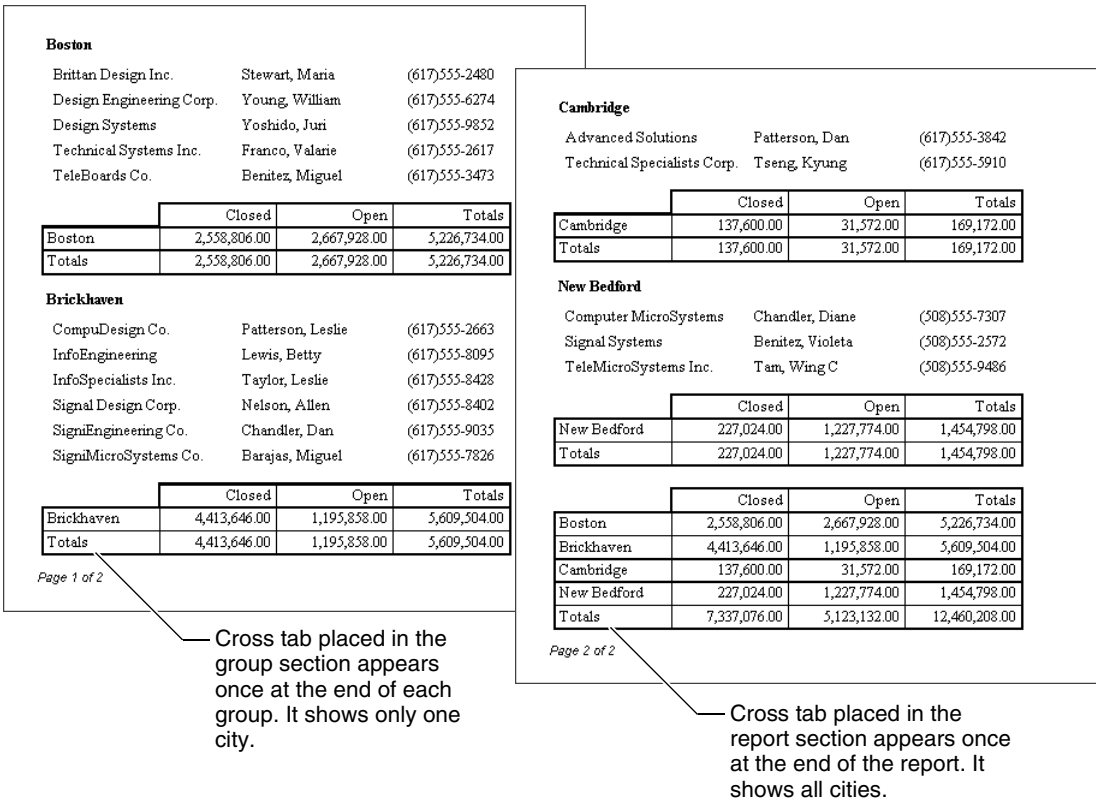 Boston
Brittan Design Inc. Stewart, Maria (617)555-2480
Design Engineering Corp. Young, William (617)555-6274
Design Systems Yoshido, Juri (617)555-9852
Technical Systems Inc. Franco, Valarie (617)555-2617
TeleBoards Co. Benitez, Miguel (617)555-3473
Closed Open Totals
Boston 2,558,806.00 2,667,928.00 5,226,734.00
Totals 2,558,806.00 2,667,928.00 5,226,734.00
Brickhaven
CompuDesign Co. Patterson, Leslie (617)555-2663
InfoEngineering Lewis, Betty (617)555-8095
InfoSpecialists Inc. Taylor, Leslie (617)555-8428
Signal Design Corp. Nelson, Allen (617)555-8402
SigniEngineering Co. Chandler, Dan (617)555-9035
SigniMicroSystems Co. Barajas, Miguel (617)555-7826
Closed Open Totals
Brickhaven 4,413,646.00 1,195,858.00 5,609,504.00
Totals 4,413,646.00 1,195,858.00 5,609,504.00
Page 1 of 2
Cross tab placed in the
group section appears
once at the end of each
group. It shows only one
city.
Cambridge
Advanced Solutions Patterson, Dan (617)555-3842
Technical Specialists Corp. Tseng, Kyung (617)555-5910
Closed Open Totals
Cambridge 137,600.00 31,572.00 169,172.00
Totals 137,600.00 31,572.00 169,172.00
New Bedford
Computer MicroSystems Chandler, Diane (508)555-7307
Signal Systems Benitez, Violeta (508)555-2572
TeleMicroSystems Inc. Tam, Wing C (508)555-9486
Closed Open Totals
New Bedford 227,024.00 1,227,774.00 1,454,798.00
Totals 227,024.00 1,227,774.00 1,454,798.00
Closed Open Totals
Boston 2,558,806.00 2,667,928.00 5,226,734.00
Brickhaven 4,413,646.00 1,195,858.00 5,609,504.00
Cambridge 137,600.00 31,572.00 169,172.00
New Bedford 227,024.00 1,227,774.00 1,454,798.00
Totals 7,337,076.00 5,123,132.00 12,460,208.00
Page 2 of 2
Cross tab placed in the
report section appears once
at the end of the report. It
shows all cities.